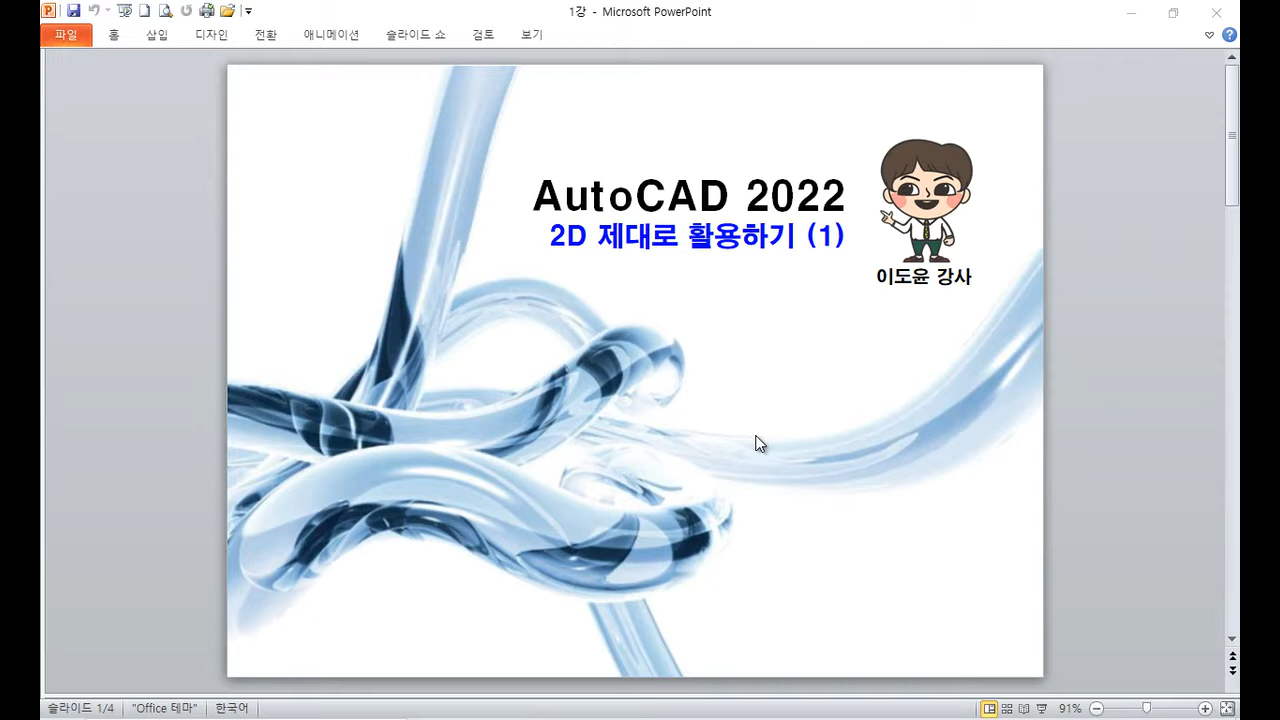 1강 - Microsoft PowerPoint
파일 홈 삽입 디자인 전환 애니메이션 슬라이드 쇼 검토 보기
AutoCAD 2022
2D 제대로 활용하기 (1)
이도윤 강사
슬라이드 1/4 "Office 테마" 한국어 91%